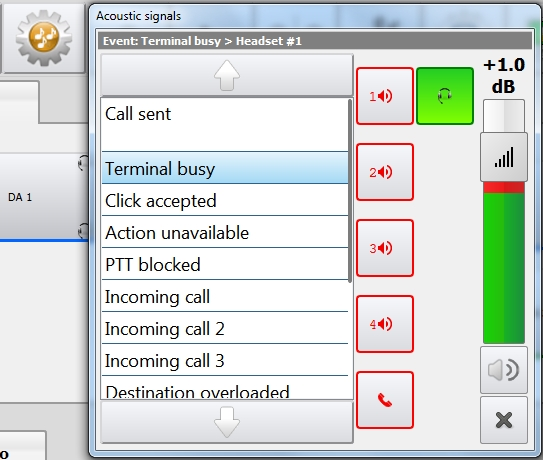 Acoustic signals
Event: Terminal busy > Headset #1
+1.0
dB
Call sent
1
Terminal busy
2
Click accepted
DA 1
Action unavailable
3
PTT blocked
Incoming call
Incoming call 2
4
Incoming call 3
Destination overloaded
o